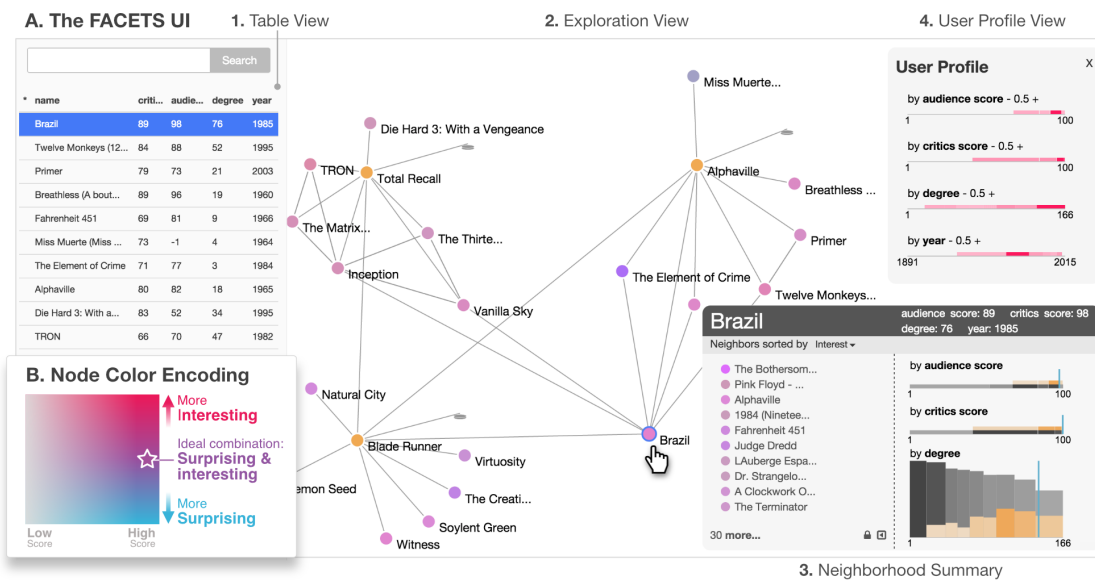 A. The FACETS UI
1. Table View
2. Exploration View
4. User Profile View
Search
* name criti... audie... degree year
Brazil 89 98 76 1985
Twelve Monkeys (12... 84 88 52 1995
Primer 79 73 21 2003
Breathless (A bout... 89 96 19 1960
Fahrenheit 451 69 81 9 1966
Miss Muerte (Miss ... 73 -1 4 1964
The Element of Crime 71 77 3 1984
Alphaville 80 82 18 1965
Die Hard 3: With a... 83 52 34 1995
TRON 66 70 47 1982
B. Node Color Encoding
More
Interesting
Ideal combination:
Surprising &
interesting
More
Surprising
Low
Score
High
Score
Die Hard 3: With a Vengeance
TRON
Total Recall
The Matrix...
The Thirte...
Inception
Vanilla Sky
Natural City
Blade Runner
Virtuosity
emon Seed
The Creati...
Soylent Green
Witness
Miss Muerte...
Alphaville
Breathless ...
Primer
The Element of Crime
Twelve Monkeys...
Brazil
User Profile
X
by audience score - 0.5 +
1 100
by critics score - 0.5 +
1 100
by degree - 0.5 +
1 166
by year - 0.5 +
1891 2015
Brazil
audience score: 89 critics score: 98
degree: 76 year: 1985
Neighbors sorted by Interest
The Bothersom...
Pink Floyd - ...
Alphaville
1984 (Ninetee...
Fahrenheit 451
Judge Dredd
LAuberge Espa...
Dr. Strangelo...
A Clockwork O...
The Terminator
30 more...
by audience score
1 100
by critics score
1 100
by degree
1 166
3. Neighborhood Summary